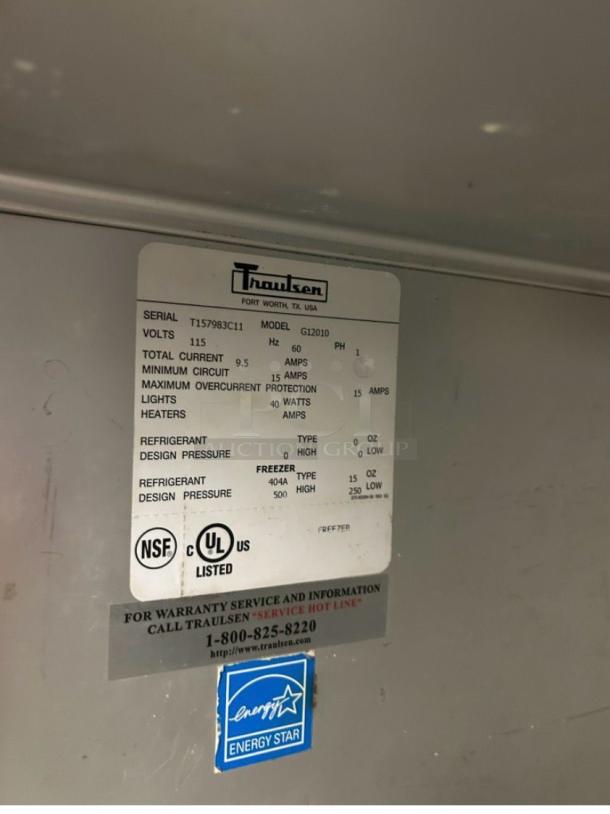 Traulsen
FORT WORTH, TX. USA
SERIAL T157983C11 MODEL G12010
VOLTS 115 Hz 60 PH 1
TOTAL CURRENT 9.5 AMPS
MINIMUM CIRCUIT 15 AMPS
MAXIMUM OVERCURRENT PROTECTION 15 AMPS
LIGHTS 40 WATTS
HEATERS AMPS
REFRIGERANT TYPE 0 OZ
DESIGN PRESSURE 0 HIGH 0 LOW
FREEZER
REFRIGERANT 404A TYPE 15 OZ
DESIGN PRESSURE 500 HIGH 250 LOW
FREEZER
NSF
C UL US
LISTED
AUCTION GROUP
FOR WARRANTY SERVICE AND INFORMATION
CALL TRAULSEN "SERVICE HOT LINE"
1-800-825-8220
http://www.traulsen.com
energy
ENERGY STAR